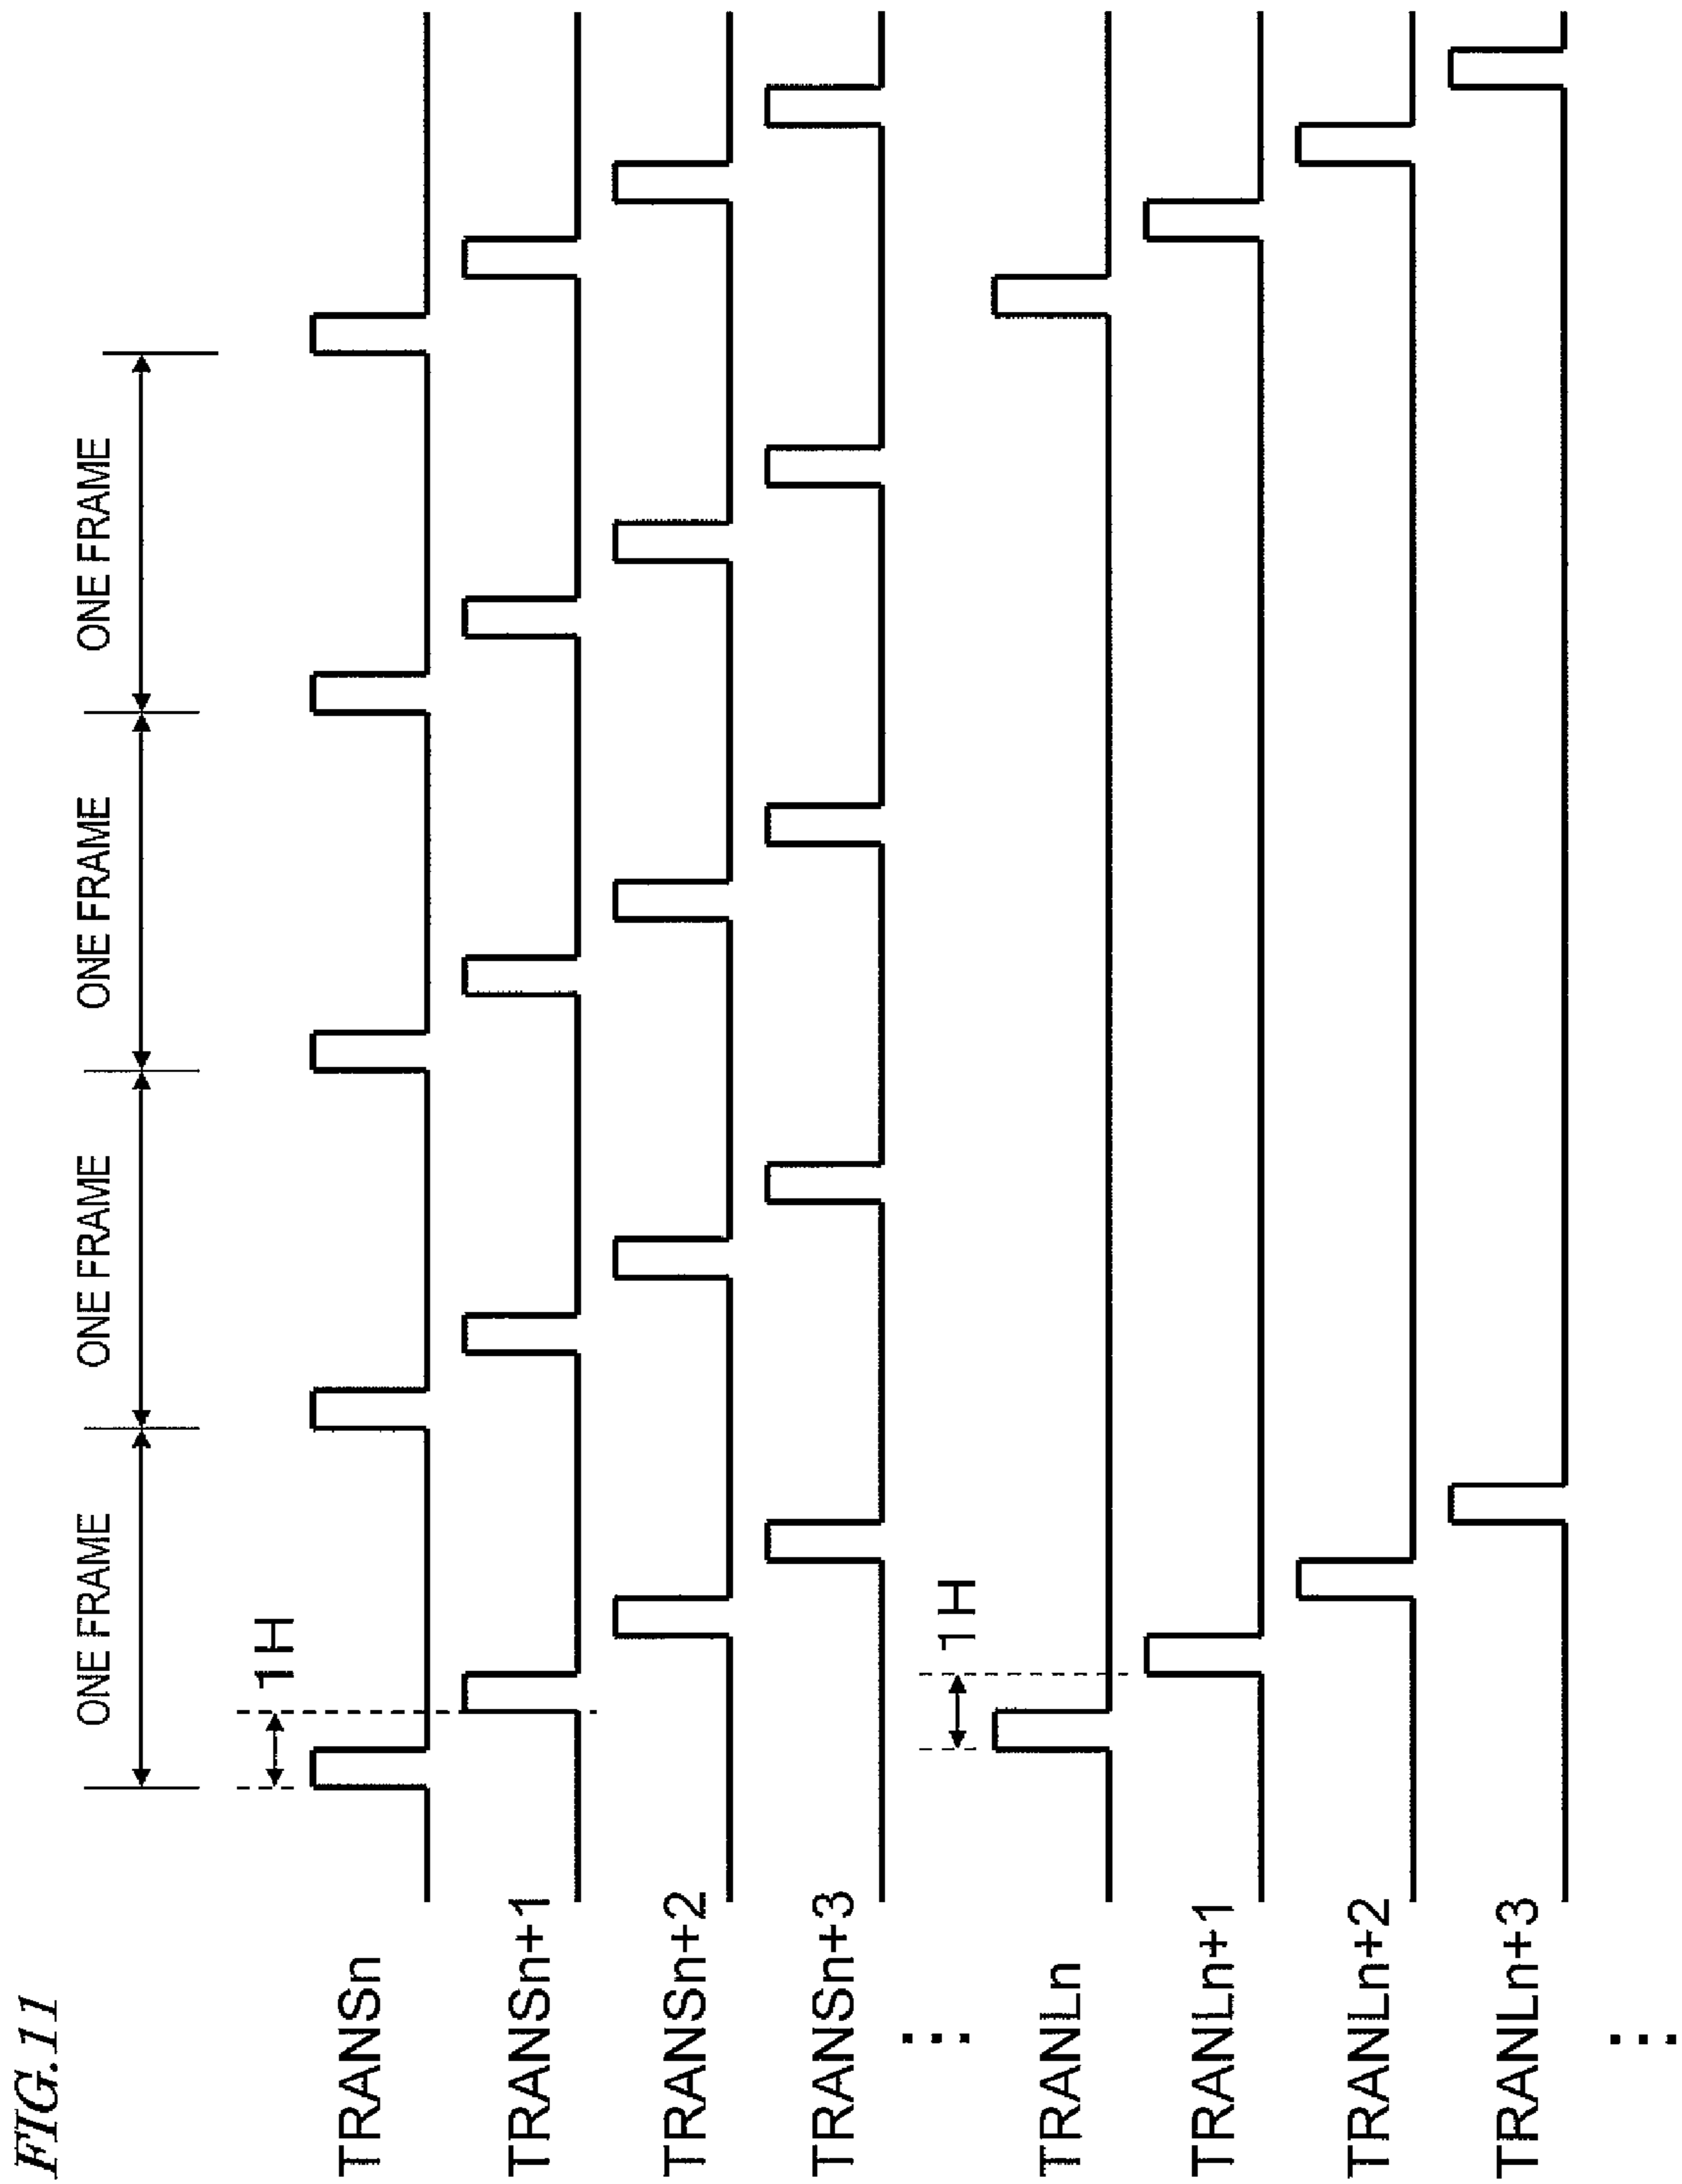 FIG.11
ONE FRAME ONE FRAME ONE FRAME ONE FRAME
1H
TRANSn
TRANSn+1
TRANSn+2
TRANSn+3
⋮
1H
TRANLn
TRANLn+1
TRANLn+2
TRANLn+3
⋮